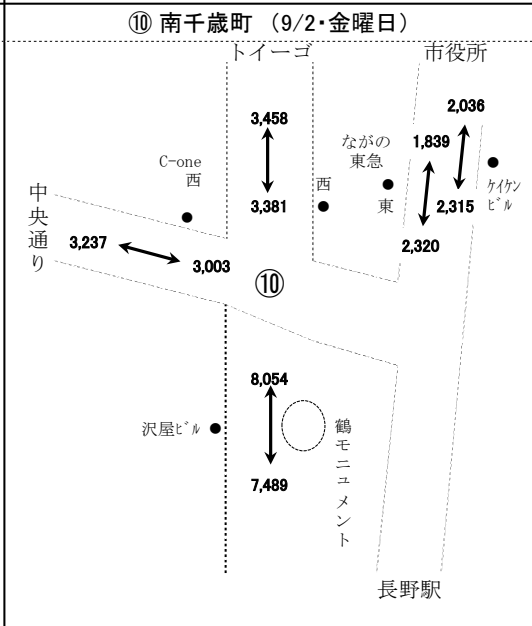 ⑩ 南千歳町 （9/2・金曜日）
トイーゴ
市役所
3,458
2,036
ながの
東急
1,839
C-one
西
西
東
ｹｲｹﾝ
ﾋﾞﾙ
3,381
2,315
中央通り
3,237
3,003
2,320
⑩
8,054
沢屋ﾋﾞﾙ
鶴モニュメント
7,489
長野駅